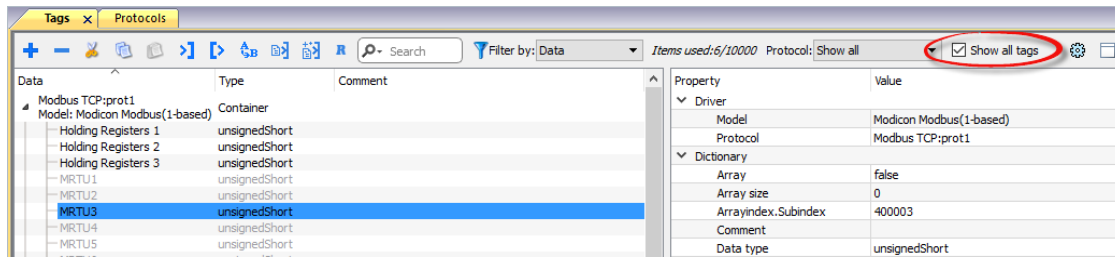 Tags x Protocols
R Search Filter by: Data Items used:6/10000 Protocol: Show all Show all tags
Data Type Comment Property Value
Modbus TCP:prot1
Model: Modicon Modbus(1-based) Container
Driver
Model Modicon Modbus(1-based)
Holding Registers 1 unsignedShort
Protocol Modbus TCP:prot1
Holding Registers 2 unsignedShort
Dictionary
Holding Registers 3 unsignedShort
Array false
MRTU1 unsignedShort
Array size 0
MRTU2 unsignedShort
MRTU3 unsignedShort
Arrayindex.Subindex 400003
MRTU4 unsignedShort
Comment
MRTU5 unsignedShort
Data type unsignedShort